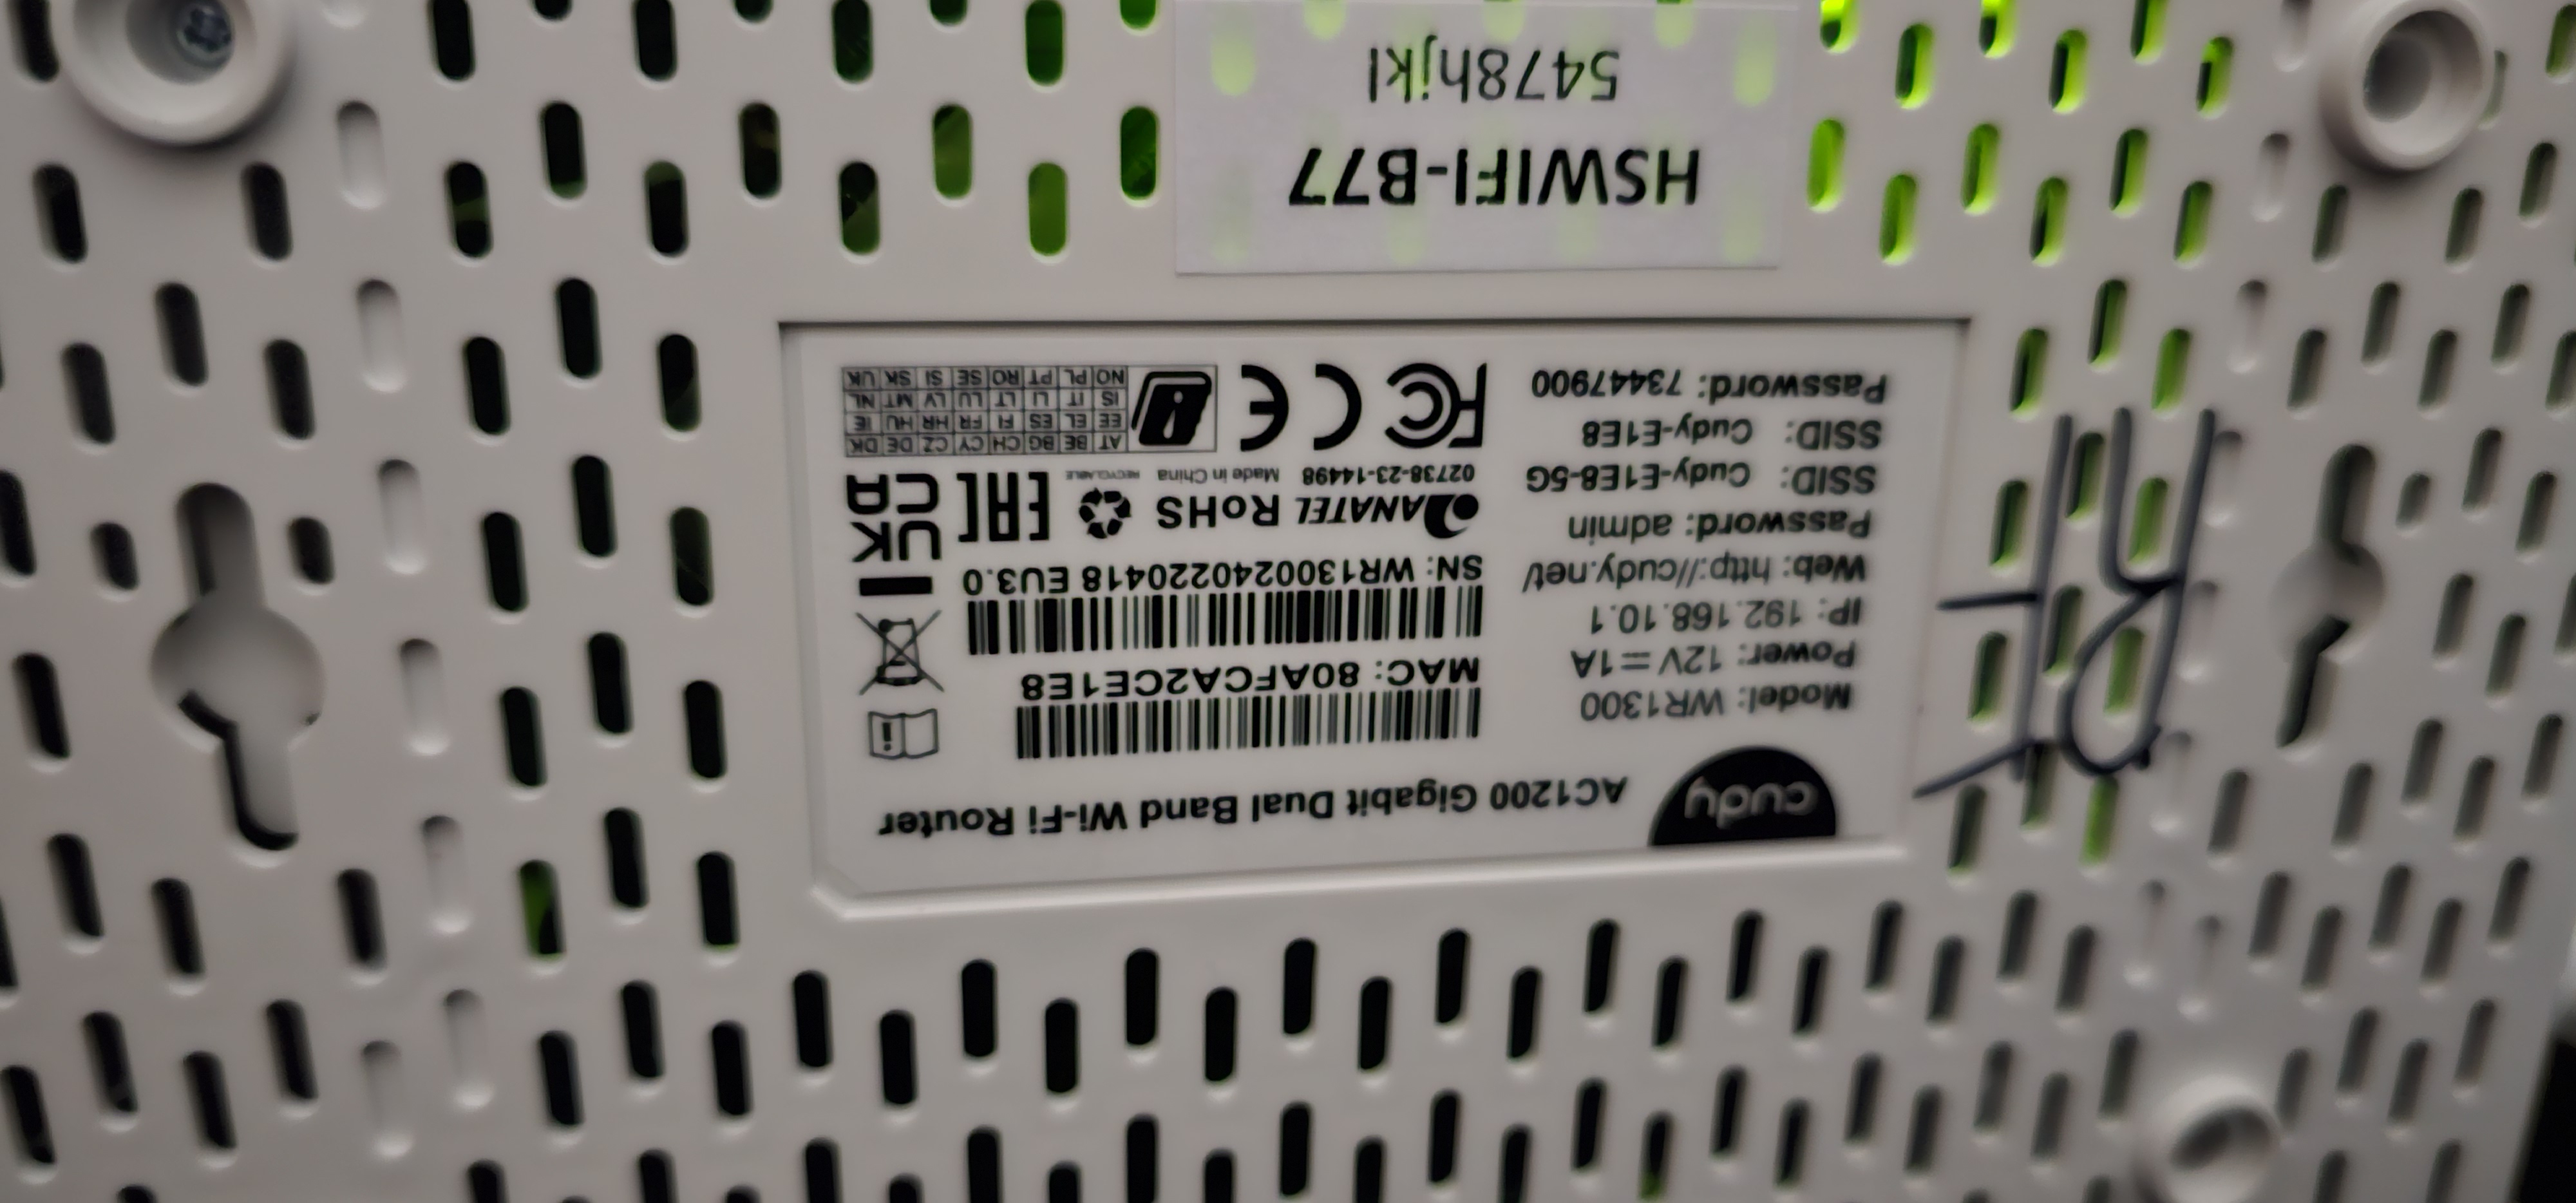 cudy
AC1200 Gigabit Dual Band Wi-Fi Router
Model: WR1300
Power: 12V⎓1A
IP: 192.168.10.1
Web: http://cudy.net/
Password: admin
SSID: Cudy-E1E8-5G
SSID: Cudy-E1E8
Password: 73447900
MAC: 80AFCA2CE1E8
SN: WR1300240220418 EU3.0
ANATEL RoHS
02738-23-14498 Made in China RECYCLABLE
FC CE
EAC
UK
CA
AT BE BG CH CY CZ DE DK
EE EL ES FI FR HR HU IE
IS IT LI LT LU LV MT NL
NO PL PT RO SE SI SK UK
HSWIFI-B77
5478hjkl